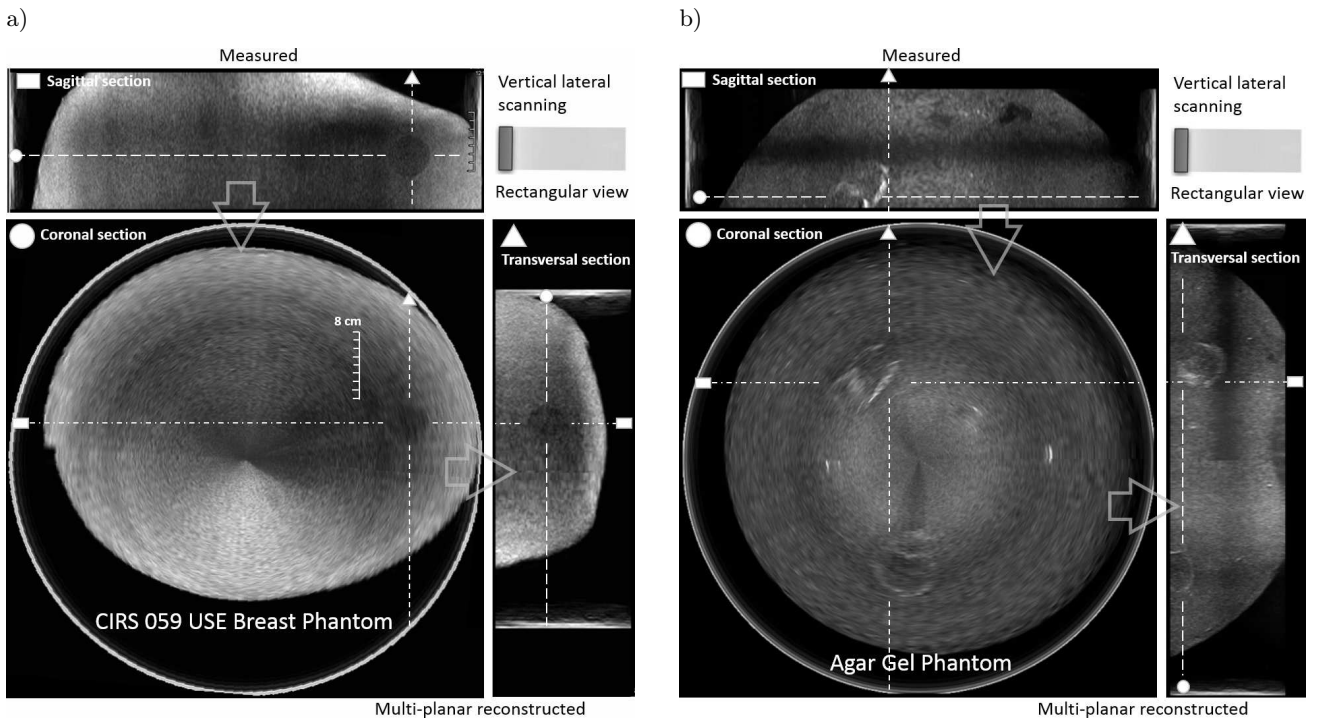 a)
Measured
Sagittal section
Vertical lateral
scanning
Rectangular view
Coronal section
Transversal section
8 cm
CIRS 059 USE Breast Phantom
Multi-planar reconstructed
b)
Measured
Sagittal section
Vertical lateral
scanning
Rectangular view
Coronal section
Transversal section
Agar Gel Phantom
Multi-planar reconstructed